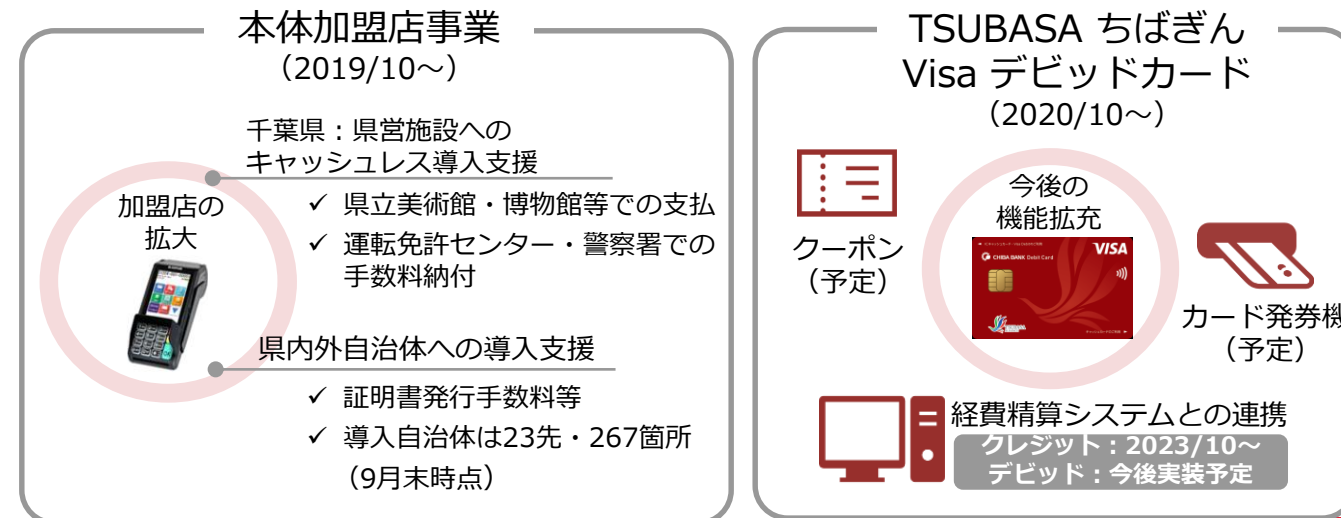 本体加盟店事業
（2019/10～）
千葉県：県営施設への
キャッシュレス導入支援
加盟店の
拡大
✓ 県立美術館・博物館等での支払
✓ 運転免許センター・警察署での
手数料納付
県内外自治体への導入支援
✓ 証明書発行手数料等
✓ 導入自治体は23先・267箇所
（9月末時点）
TSUBASA ちばぎん
Visa デビッドカード
（2020/10～）
クーポン
（予定）
今後の
機能拡充
VISA
CHIBA BANK Debit Card
カード発券機
（予定）
経費精算システムとの連携
クレジット：2023/10～
デビッド：今後実装予定